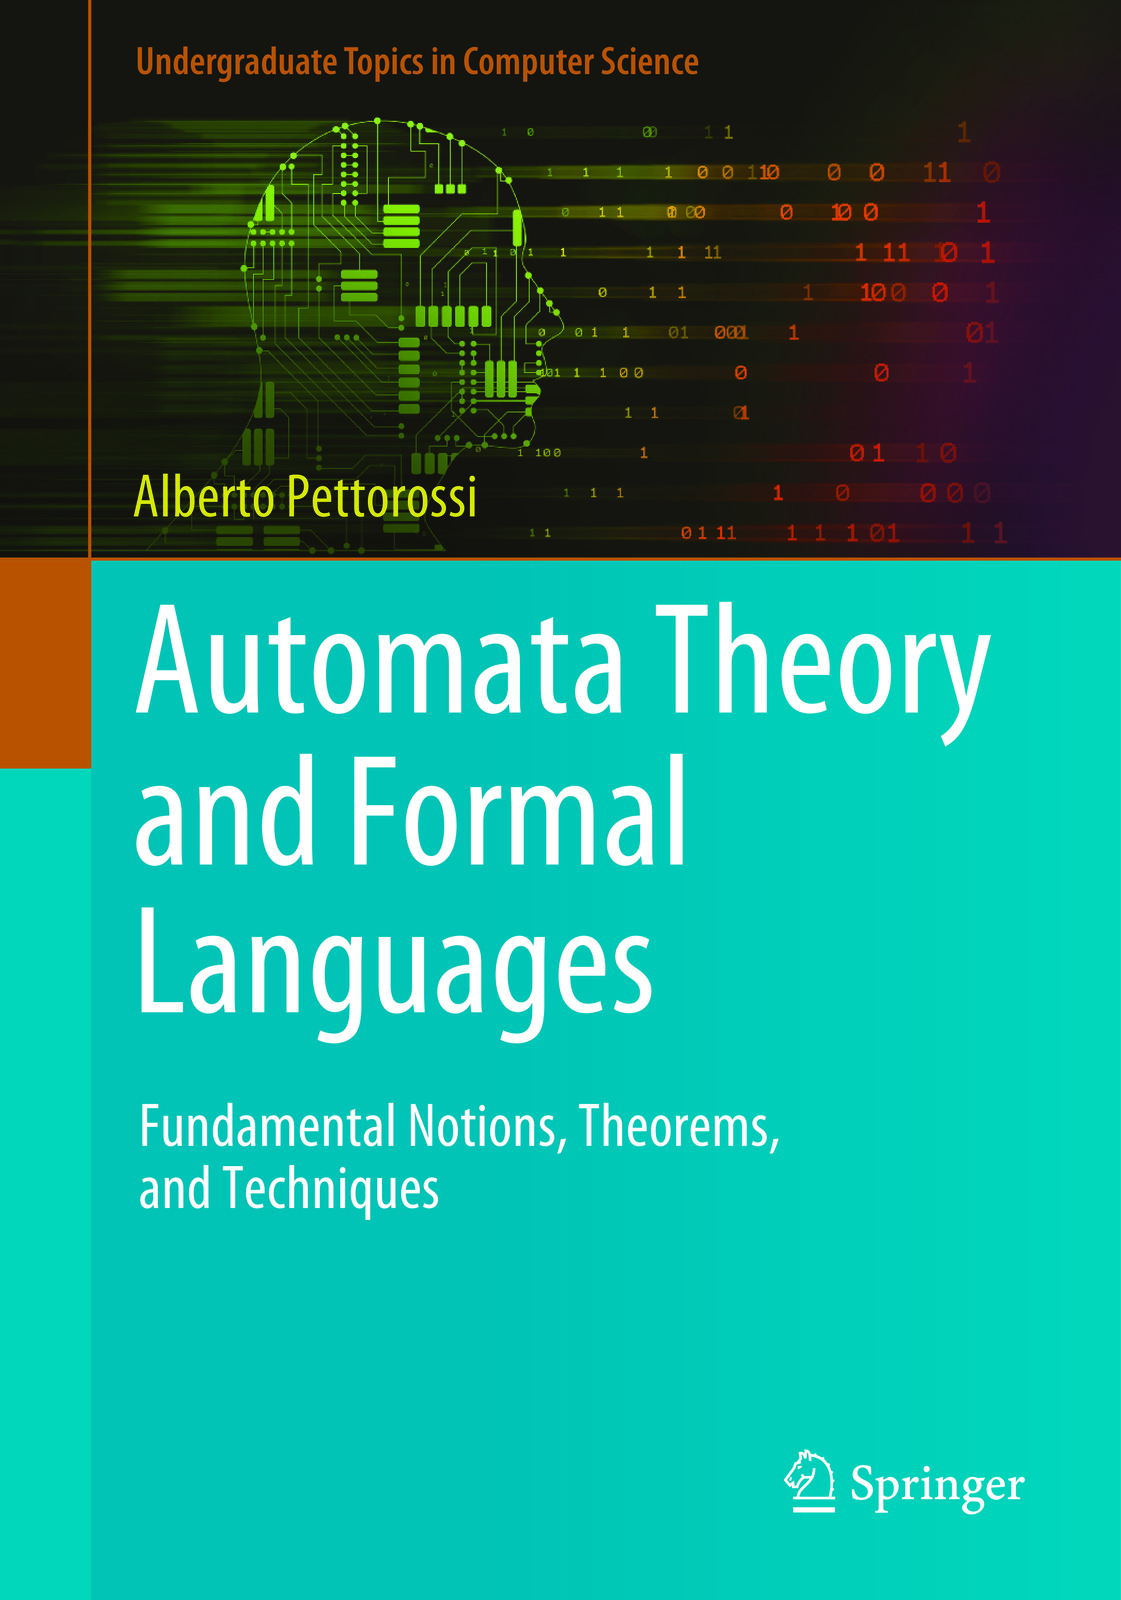 Undergraduate Topics in Computer Science
Alberto Pettorossi
Automata Theory
and Formal
Languages
Fundamental Notions, Theorems,
and Techniques
Springer